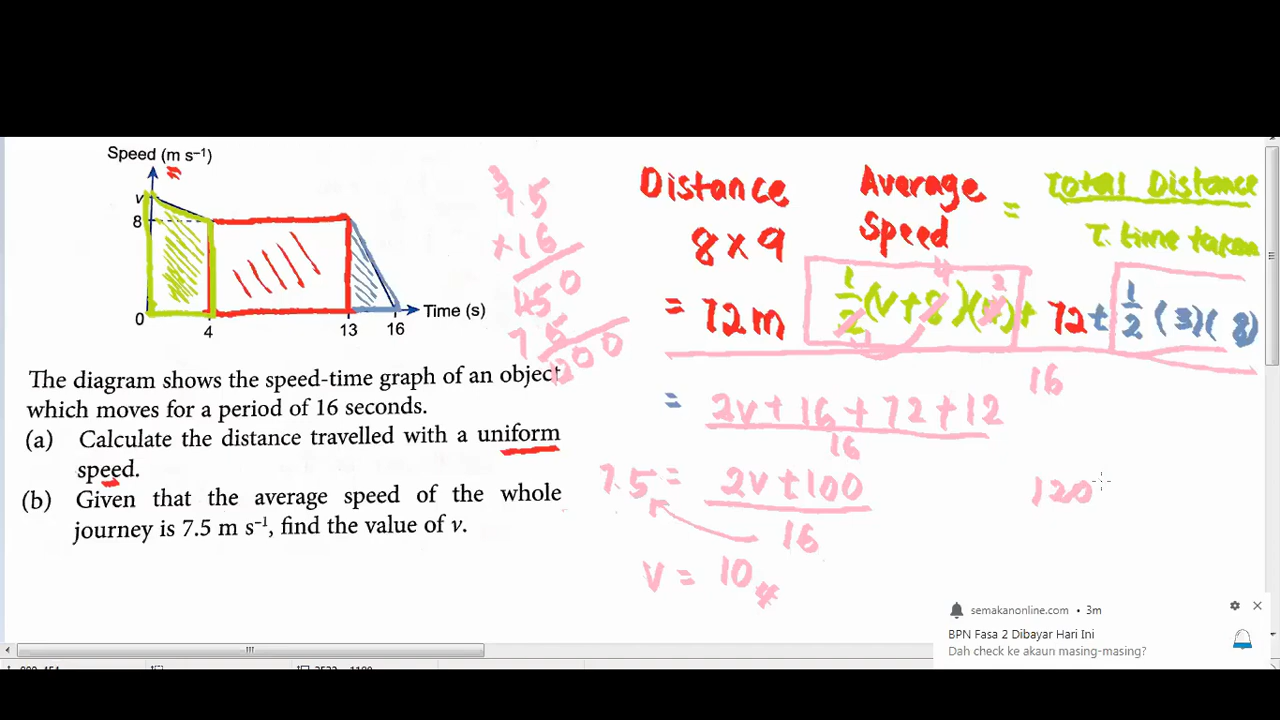 Speed (m s⁻¹)
v
8
0
4
13
16
Time (s)
The diagram shows the speed-time graph of an object
which moves for a period of 16 seconds.
(a) Calculate the distance travelled with a uniform
speed.
(b) Given that the average speed of the whole
journey is 7.5 m s⁻¹, find the value of v.
7.5
×16
450
75
1200
Distance
8×9
= 72m
Average
Speed
=
Total Distance
T. time taken
1/2 (v+8)(4) + 72 + 1/2 (3)(8)
16
= 2v + 16 + 72 + 12
16
7.5 = 2v + 100
16
v = 10
120
semakanonline.com • 3m
BPN Fasa 2 Dibayar Hari Ini
Dah check ke akaun masing-masing?